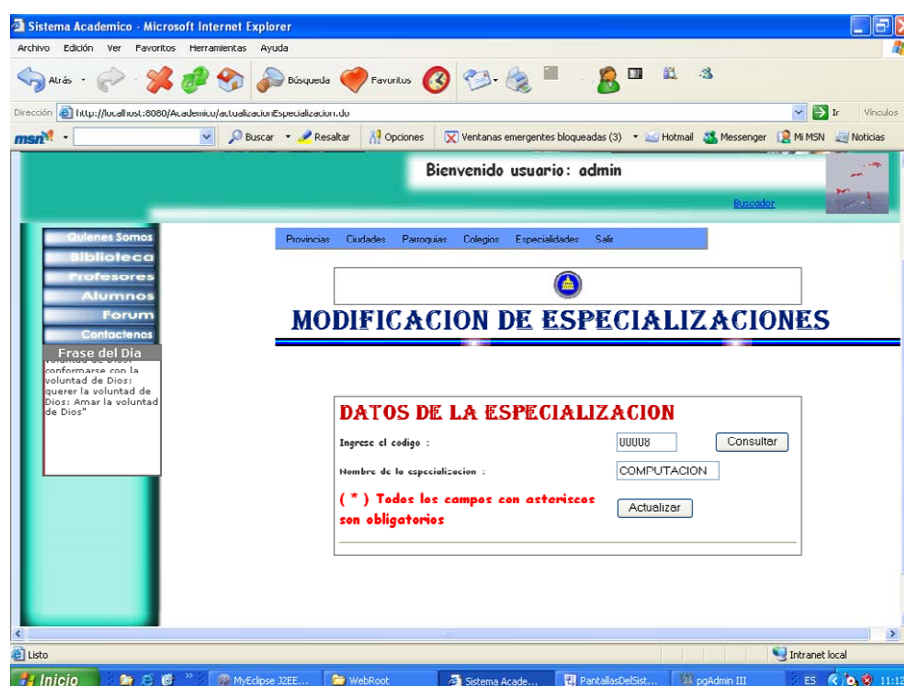 Sistema Academico - Microsoft Internet Explorer
Archivo Edición Ver Favoritos Herramientas Ayuda
Atrás Búsqueda Favoritos
Dirección http://localhost:8080/Academico/actualizacionEspecializacion.do Ir Vínculos
msn Buscar Resaltar Opciones Ventanas emergentes bloqueadas (3) Hotmail Messenger Mi MSN Noticias
Bienvenido usuario: admin
Buscador
Quienes Somos
Biblioteca
Profesores
Alumnos
Forum
Contactenos
Provincias Ciudades Parroquias Colegios Especialidades Salir
MODIFICACION DE ESPECIALIZACIONES
Frase del Dia
voluntad de Dios:
conformarse con la
voluntad de Dios:
querer la voluntad de
Dios: Amar la voluntad
de Dios"
DATOS DE LA ESPECIALIZACION
Ingrese el codigo : 00008 Consultar
Nombre de la especializacion : COMPUTACION
( * ) Todos los campos con asteriscos
son obligatorios
Actualizar
Listo Intranet local
Inicio MyEclipse J2EE... WebRoot Sistema Acade... PantallasDelSist... pgAdmin III ES 11:12